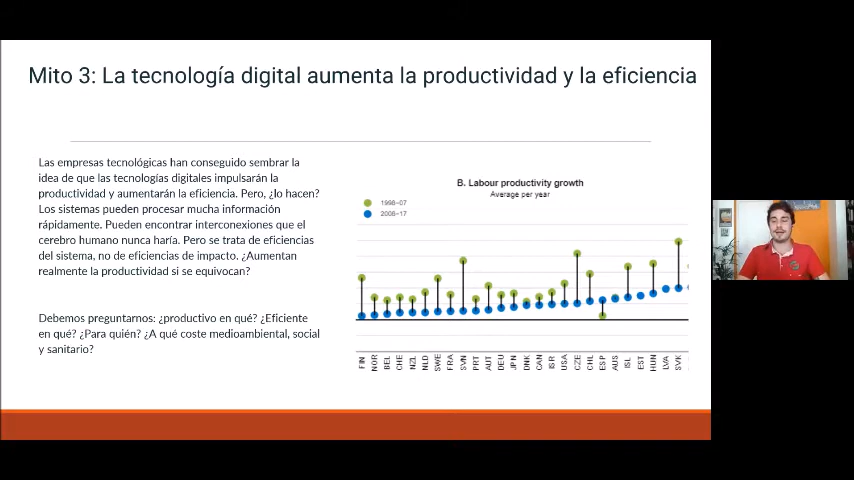 Mito 3: La tecnología digital aumenta la productividad y la eficiencia
Las empresas tecnológicas han conseguido sembrar la
idea de que las tecnologías digitales impulsarán la
productividad y aumentarán la eficiencia. Pero, ¿lo hacen?
Los sistemas pueden procesar mucha información
rápidamente. Pueden encontrar interconexiones que el
cerebro humano nunca haría. Pero se trata de eficiencias
del sistema, no de eficiencias de impacto. ¿Aumentan
realmente la productividad si se equivocan?
Debemos preguntarnos: ¿productivo en qué? ¿Eficiente
en qué? ¿Para quién? ¿A qué coste medioambiental, social
y sanitario?
B. Labour productivity growth
Average per year
1998–07
2008–17
FIN NOR BEL CHE NZL NLD SWE FRA SVN PRT AUT DEU JPN DNK CAN ISR USA CZE CHL ESP AUS ISL EST HUN LVA SVK